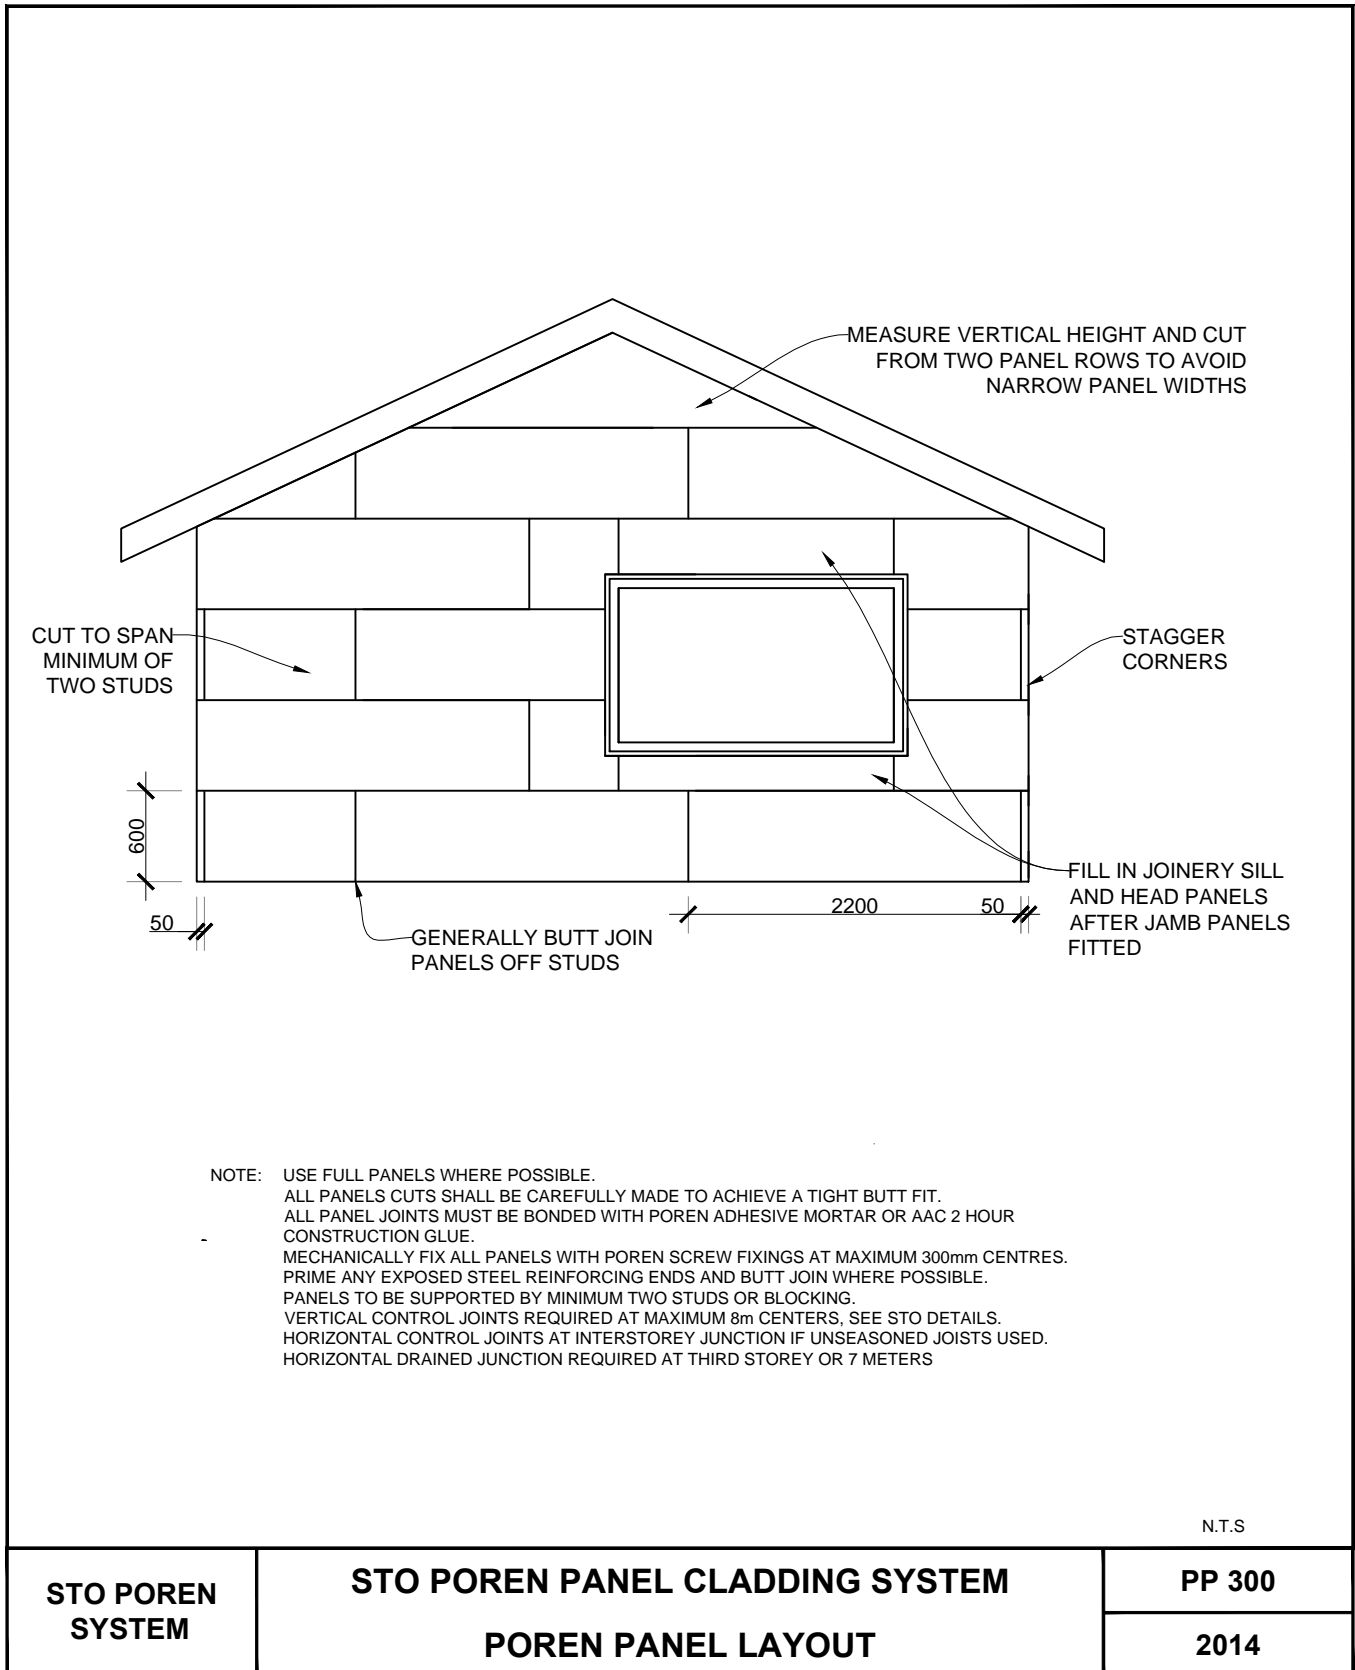 MEASURE VERTICAL HEIGHT AND CUT
FROM TWO PANEL ROWS TO AVOID
NARROW PANEL WIDTHS
CUT TO SPAN
MINIMUM OF
TWO STUDS
STAGGER
CORNERS
600
50
2200
50
GENERALLY BUTT JOIN
PANELS OFF STUDS
FILL IN JOINERY SILL
AND HEAD PANELS
AFTER JAMB PANELS
FITTED
NOTE: USE FULL PANELS WHERE POSSIBLE.
ALL PANELS CUTS SHALL BE CAREFULLY MADE TO ACHIEVE A TIGHT BUTT FIT.
ALL PANEL JOINTS MUST BE BONDED WITH POREN ADHESIVE MORTAR OR AAC 2 HOUR
CONSTRUCTION GLUE.
MECHANICALLY FIX ALL PANELS WITH POREN SCREW FIXINGS AT MAXIMUM 300mm CENTRES.
PRIME ANY EXPOSED STEEL REINFORCING ENDS AND BUTT JOIN WHERE POSSIBLE.
PANELS TO BE SUPPORTED BY MINIMUM TWO STUDS OR BLOCKING.
VERTICAL CONTROL JOINTS REQUIRED AT MAXIMUM 8m CENTERS, SEE STO DETAILS.
HORIZONTAL CONTROL JOINTS AT INTERSTOREY JUNCTION IF UNSEASONED JOISTS USED.
HORIZONTAL DRAINED JUNCTION REQUIRED AT THIRD STOREY OR 7 METERS
N.T.S
STO POREN
SYSTEM
STO POREN PANEL CLADDING SYSTEM
POREN PANEL LAYOUT
PP 300
2014